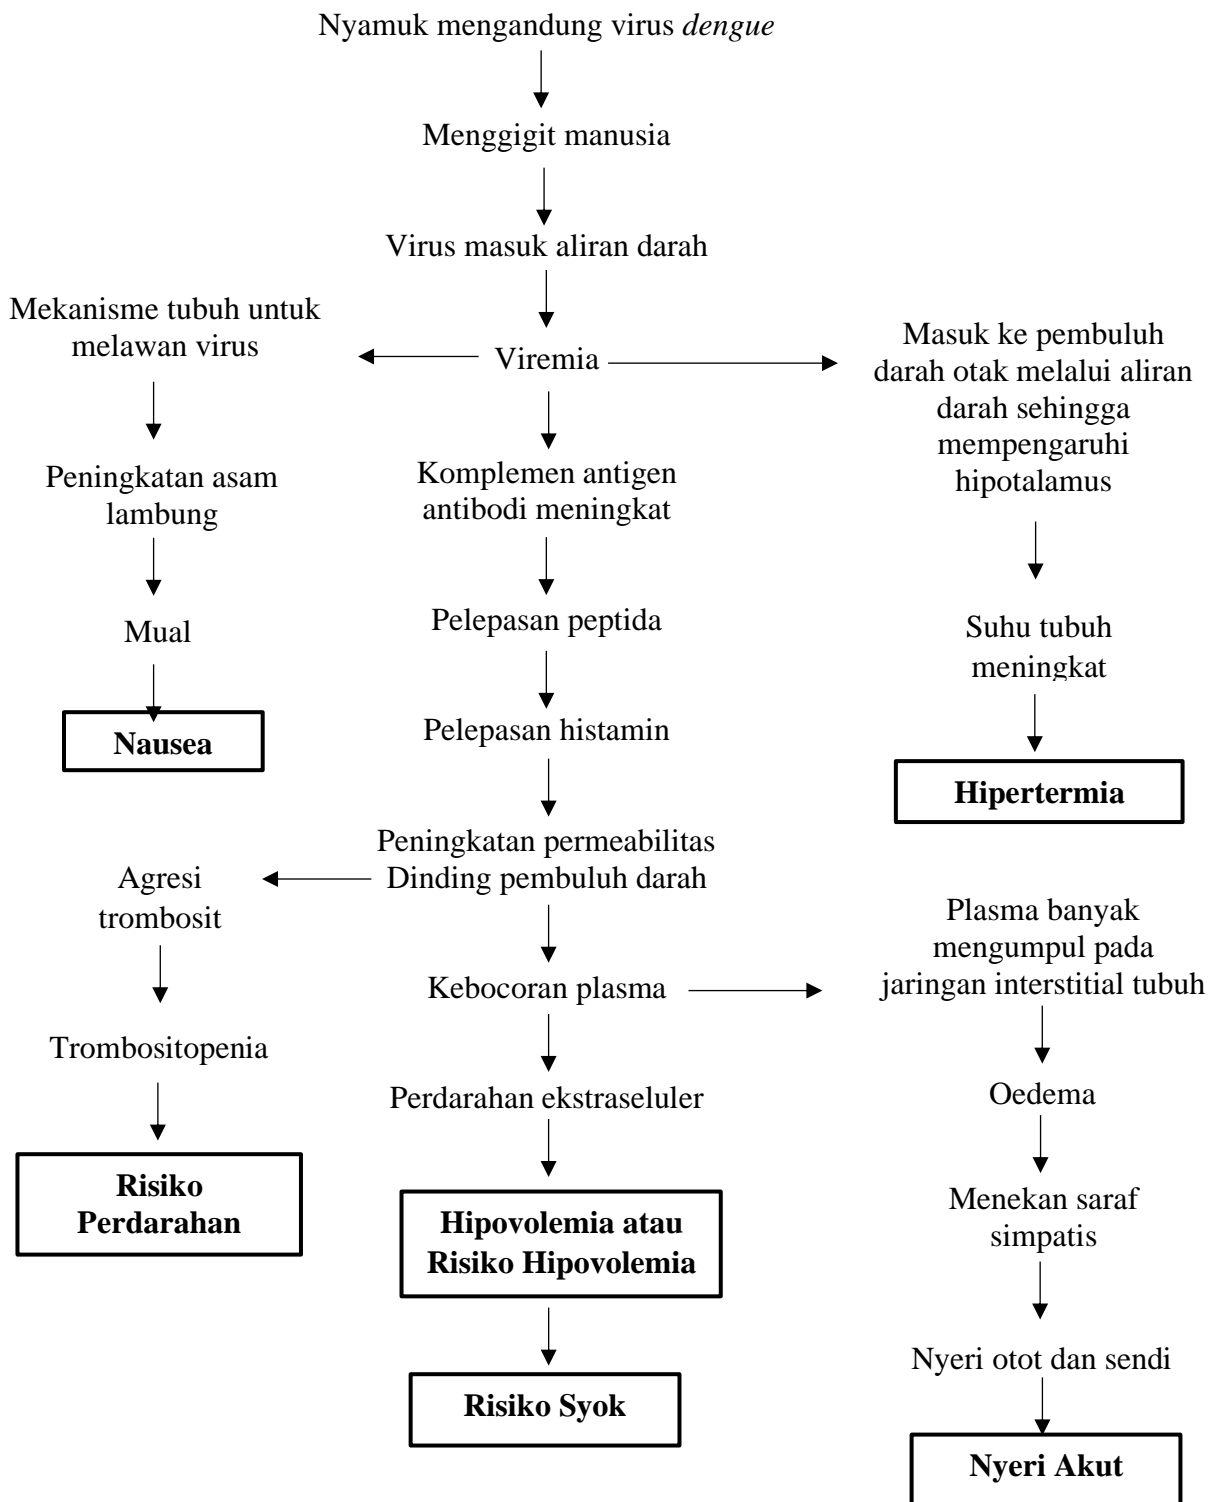 Nyamuk mengandung virus dengue
Menggigit manusia
Virus masuk aliran darah
Mekanisme tubuh untuk
melawan virus
Viremia
Masuk ke pembuluh
darah otak melalui aliran
darah sehingga
mempengaruhi
hipotalamus
Peningkatan asam
lambung
Komplemen antigen
antibodi meningkat
Mual
Pelepasan peptida
Suhu tubuh
meningkat
Nausea
Pelepasan histamin
Hipertermia
Peningkatan permeabilitas
Dinding pembuluh darah
Agresi
trombosit
Plasma banyak
mengumpul pada
jaringan interstitial tubuh
Kebocoran plasma
Trombositopenia
Perdarahan ekstraseluler
Oedema
Risiko
Perdarahan
Hipovolemia atau
Risiko Hipovolemia
Menekan saraf
simpatis
Nyeri otot dan sendi
Risiko Syok
Nyeri Akut